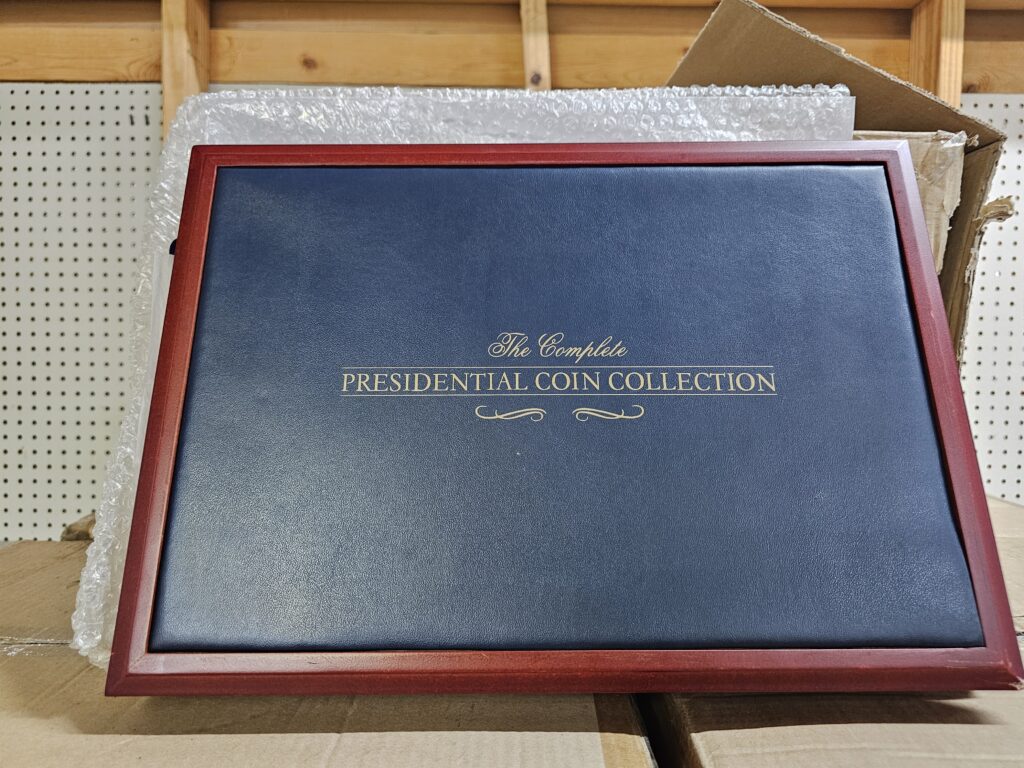 The Complete
PRESIDENTIAL COIN COLLECTION